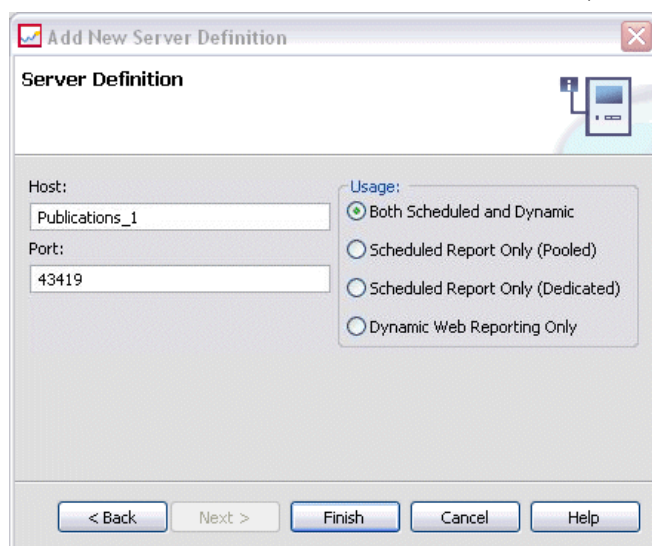 Add New Server Definition
Server Definition
Host:
Publications_1
Port:
43419
Usage:
Both Scheduled and Dynamic
Scheduled Report Only (Pooled)
Scheduled Report Only (Dedicated)
Dynamic Web Reporting Only
< Back Next > Finish Cancel Help